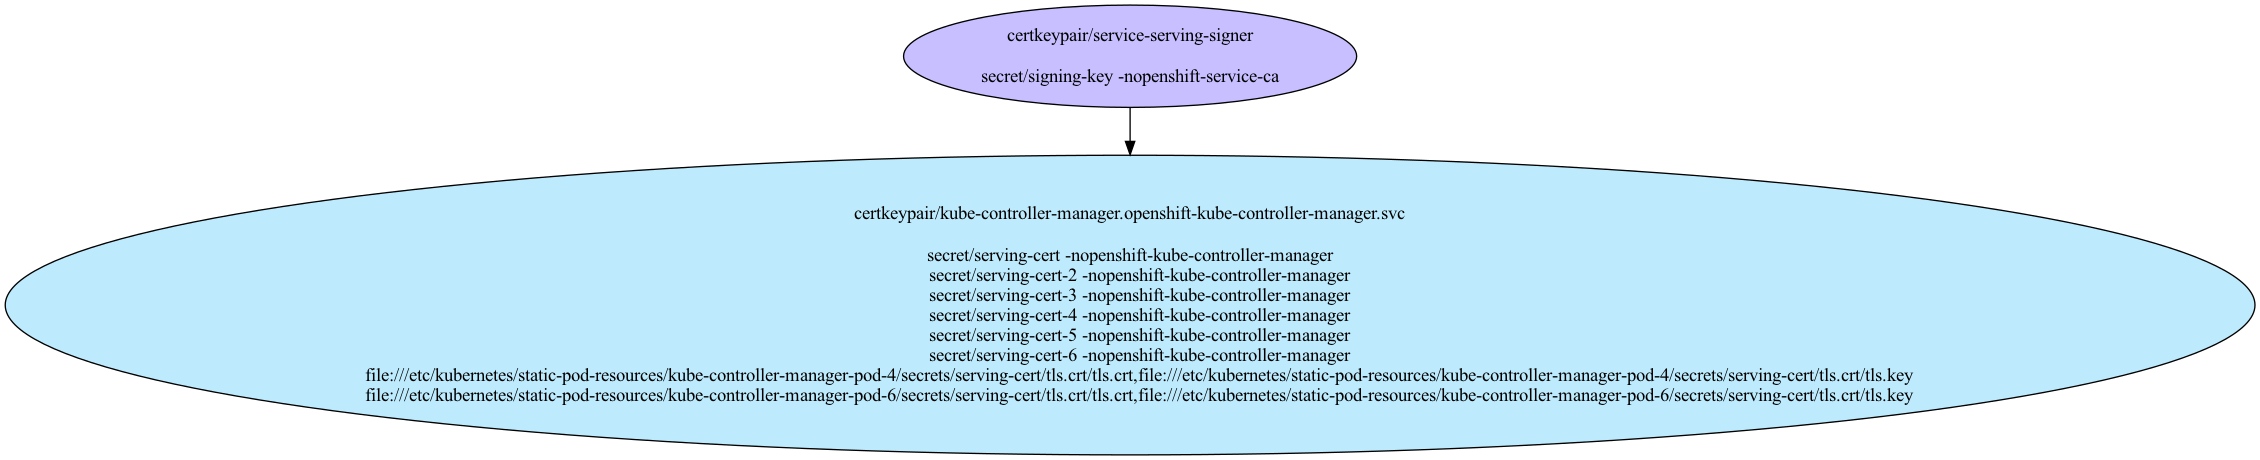 certkeypair/service-serving-signer
secret/signing-key -nopenshift-service-ca
certkeypair/kube-controller-manager.openshift-kube-controller-manager.svc
secret/serving-cert -nopenshift-kube-controller-manager
secret/serving-cert-2 -nopenshift-kube-controller-manager
secret/serving-cert-3 -nopenshift-kube-controller-manager
secret/serving-cert-4 -nopenshift-kube-controller-manager
secret/serving-cert-5 -nopenshift-kube-controller-manager
secret/serving-cert-6 -nopenshift-kube-controller-manager
file:///etc/kubernetes/static-pod-resources/kube-controller-manager-pod-4/secrets/serving-cert/tls.crt/tls.crt,file:///etc/kubernetes/static-pod-resources/kube-controller-manager-pod-4/secrets/serving-cert/tls.crt/tls.key
file:///etc/kubernetes/static-pod-resources/kube-controller-manager-pod-6/secrets/serving-cert/tls.crt/tls.crt,file:///etc/kubernetes/static-pod-resources/kube-controller-manager-pod-6/secrets/serving-cert/tls.crt/tls.key